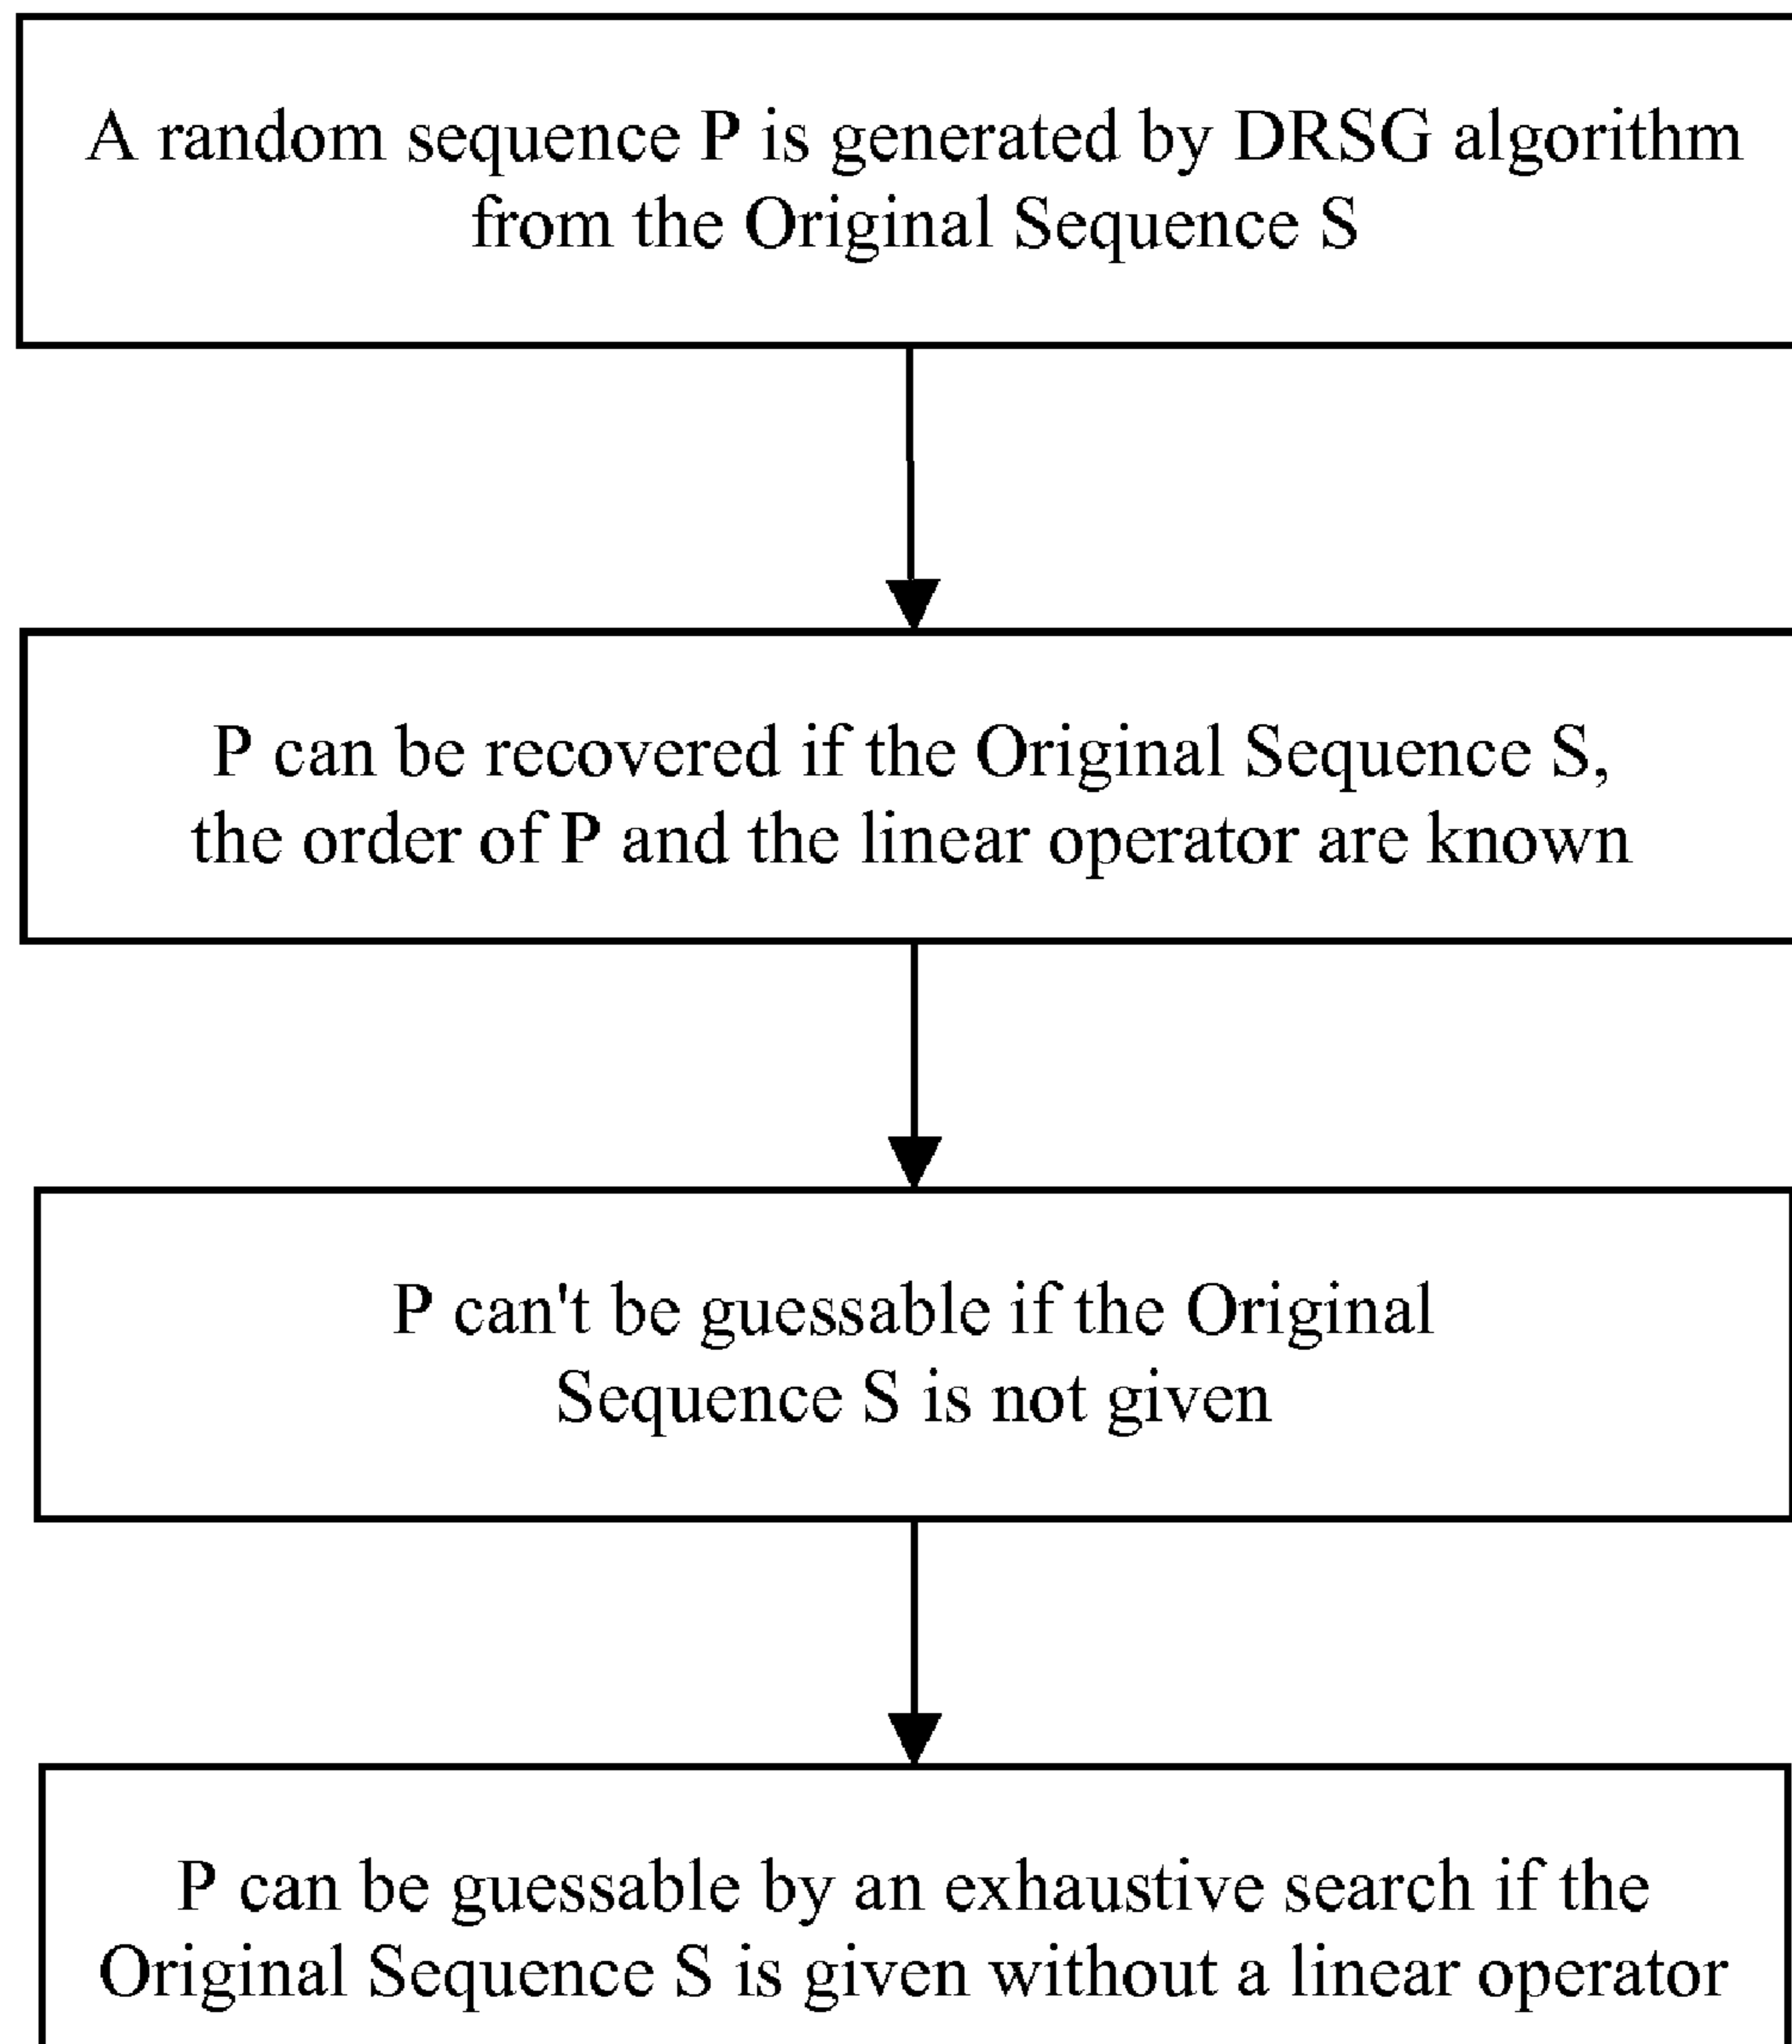 A random sequence P is generated by DRSG algorithm
from the Original Sequence S
P can be recovered if the Original Sequence S,
the order of P and the linear operator are known
P can't be guessable if the Original
Sequence S is not given
P can be guessable by an exhaustive search if the
Original Sequence S is given without a linear operator